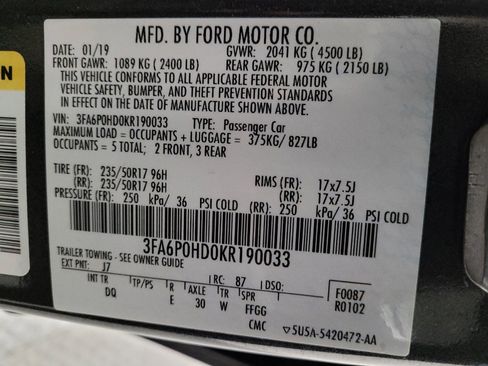 MFD. BY FORD MOTOR CO.
DATE: 01/19 GVWR: 2041 KG ( 4500 LB)
FRONT GAWR: 1089 KG ( 2400 LB) REAR GAWR: 975 KG ( 2150 LB)
THIS VEHICLE CONFORMS TO ALL APPLICABLE FEDERAL MOTOR
VEHICLE SAFETY, BUMPER, AND THEFT PREVENTION STANDARDS
IN EFFECT ON THE DATE OF MANUFACTURE SHOWN ABOVE.
VIN: 3FA6P0HD0KR190033 TYPE: Passenger Car
MAXIMUM LOAD = OCCUPANTS + LUGGAGE = 375KG/ 827LB
OCCUPANTS = 5 TOTAL; 2 FRONT, 3 REAR
TIRE (FR): 235/50R17 96H RIMS (FR): 17x7.5J
(RR): 235/50R17 96H (RR): 17x7.5J
PRESSURE (FR): 250 kPa/ 36 PSI COLD (RR): 250 kPa/ 36 PSI COLD
3FA6P0HD0KR190033
TRAILER TOWING - SEE OWNER GUIDE
EXT PNT: J7 RC: 87 DSO:
INT TR TP/PS R AXLE TR SPR F0087
DQ E 30 W FFGG R0102
CMC ▽5U5A-5420472-AA